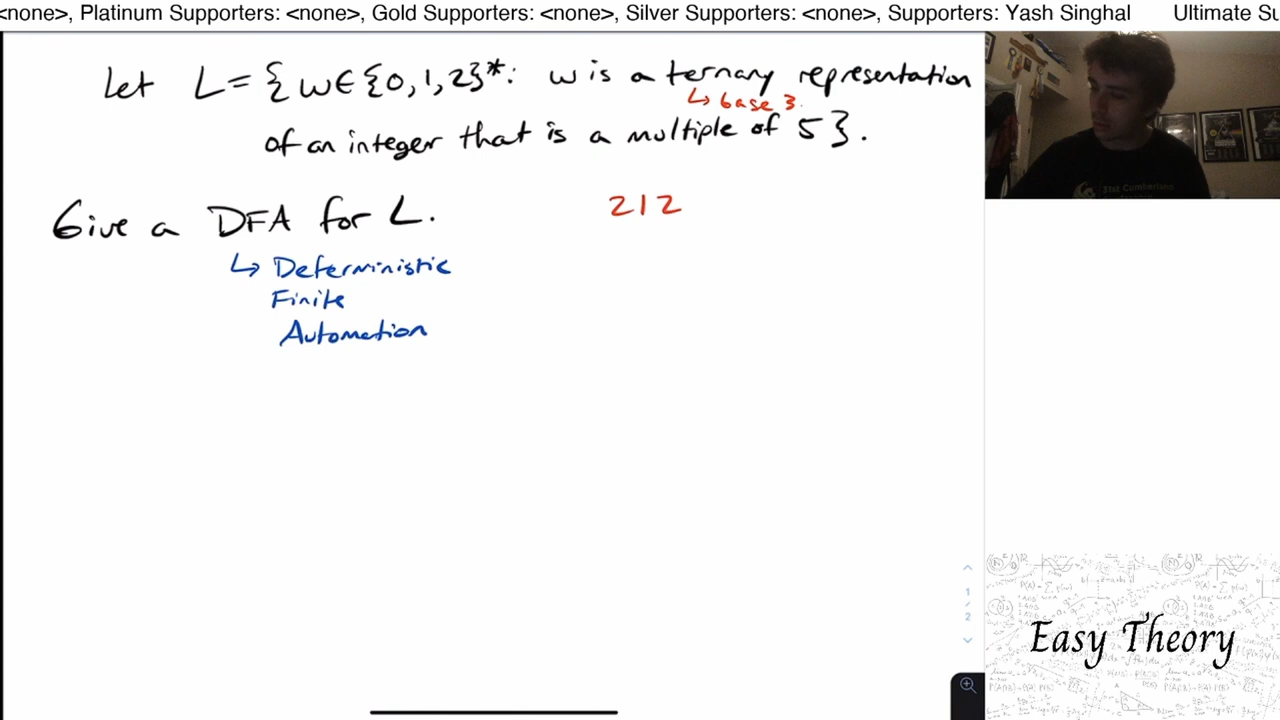 <none>, Platinum Supporters: <none>, Gold Supporters: <none>, Silver Supporters: <none>, Supporters: Yash Singhal Ultimate Su
Let L = { w ∈ {0, 1, 2}*: w is a ternary representation
↳ base 3.
of an integer that is a multiple of 5 }.
Give a DFA for L.
212
↳ Deterministic
Finite
Automation
1
/
2
Easy Theory